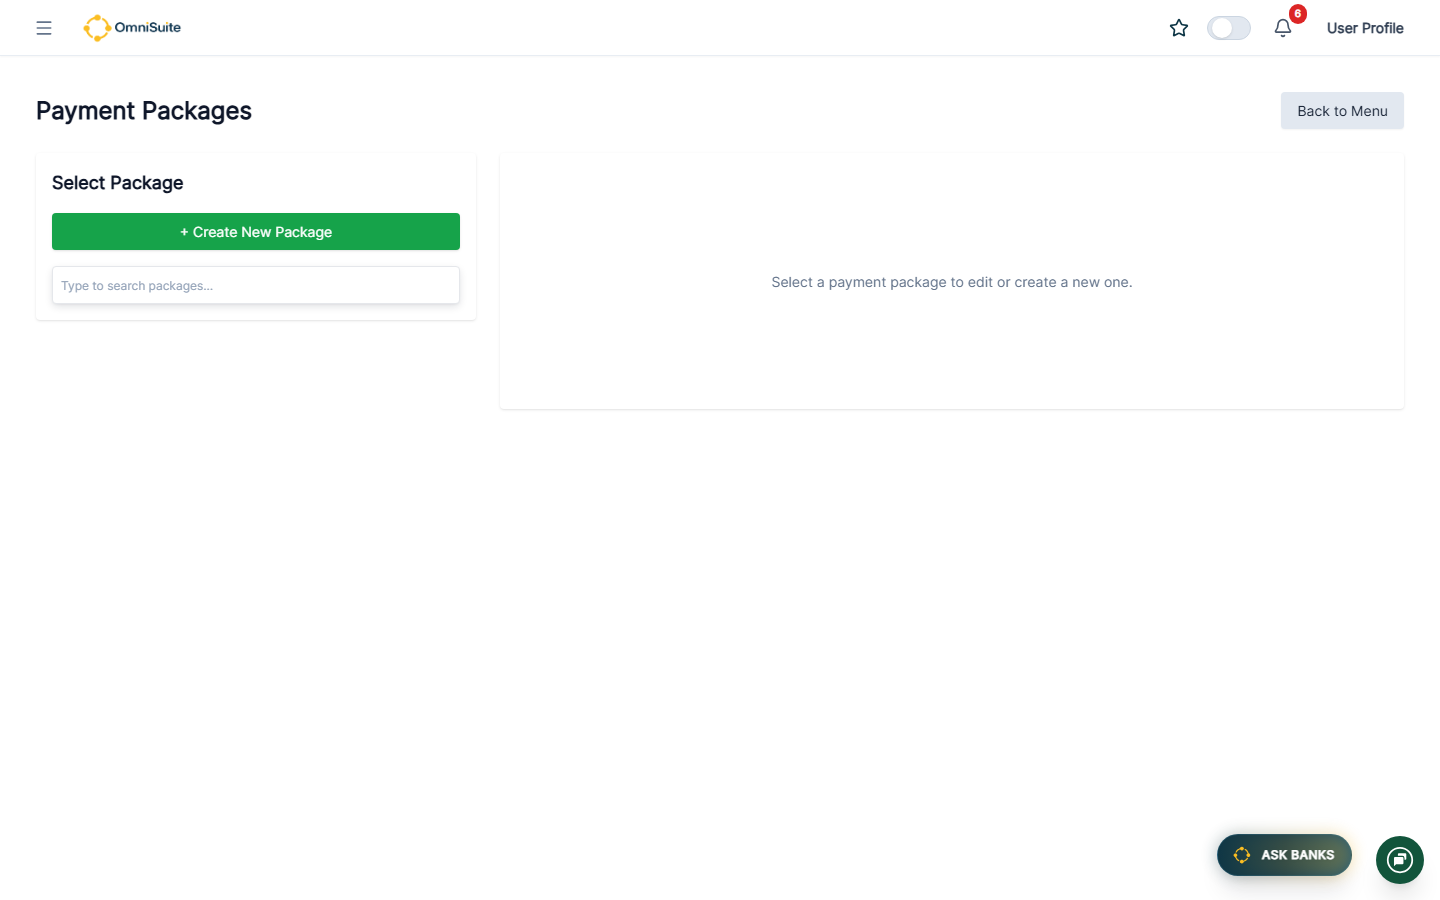 OmniSuite
6
User Profile
Payment Packages
Back to Menu
Select Package
+ Create New Package
Type to search packages...
Select a payment package to edit or create a new one.
ASK BANKS